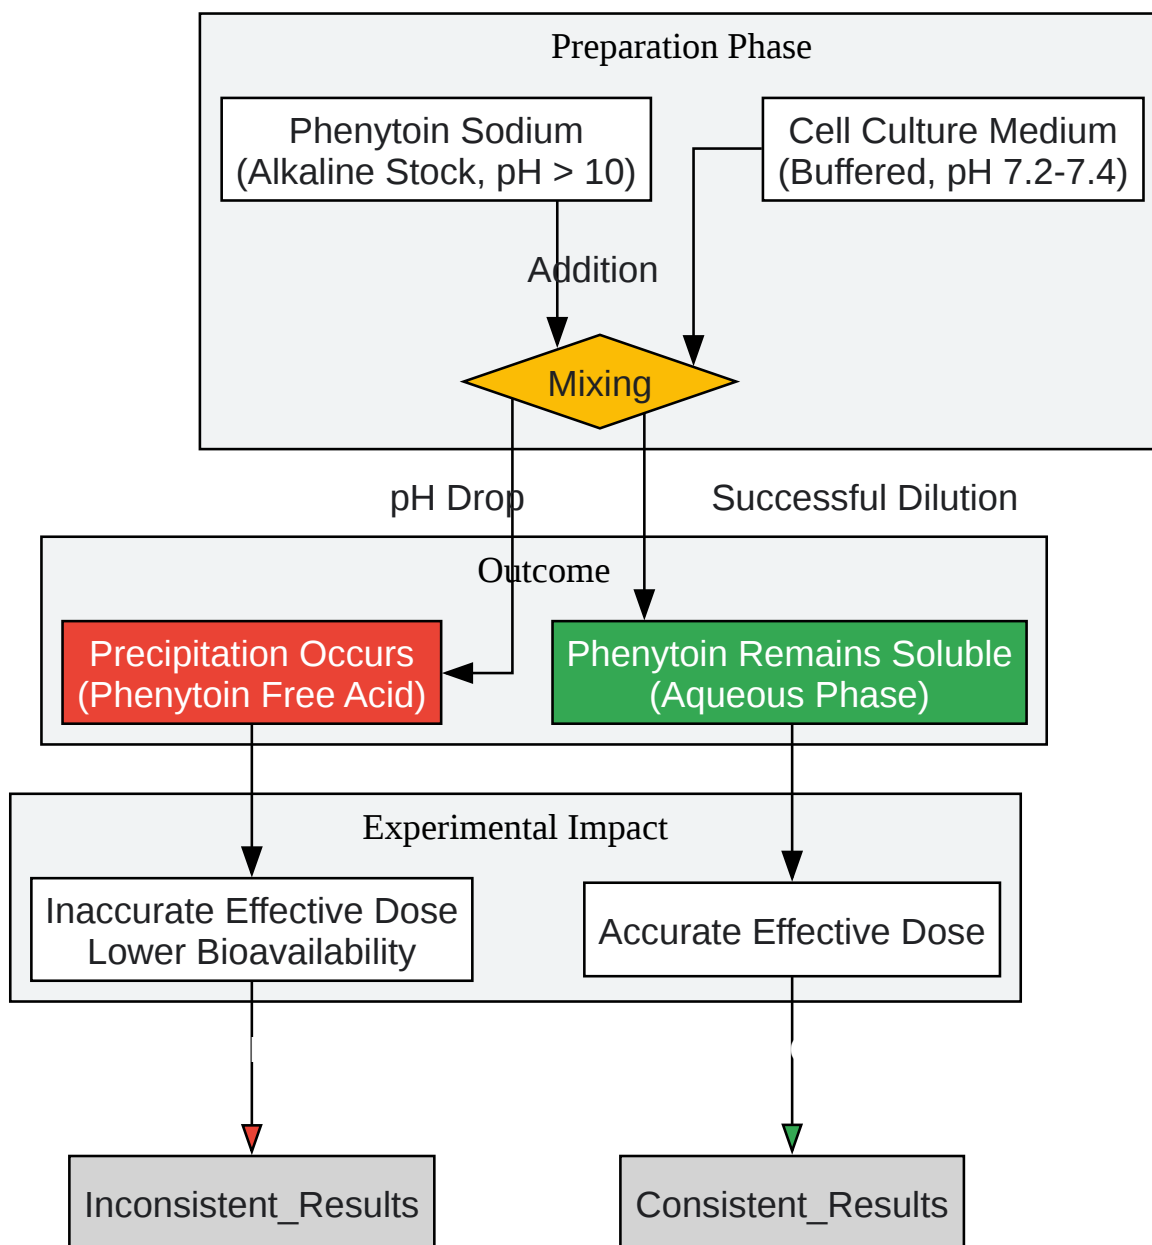 Preparation Phase
Phenytoin Sodium
(Alkaline Stock, pH > 10)
Cell Culture Medium
(Buffered, pH 7.2-7.4)
Addition
Mixing
pH Drop
Successful Dilution
Outcome
Precipitation Occurs
(Phenytoin Free Acid)
Phenytoin Remains Soluble
(Aqueous Phase)
Experimental Impact
Inaccurate Effective Dose
Lower Bioavailability
Accurate Effective Dose
Inconsistent_Results
Consistent_Results